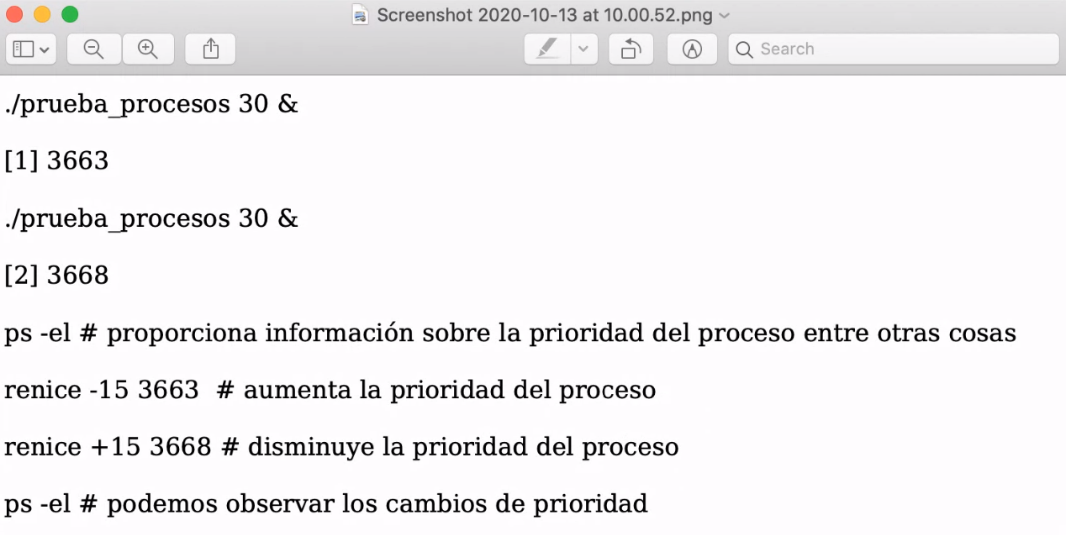 Screenshot 2020-10-13 at 10.00.52.png
Search
./prueba_procesos 30 &
[1] 3663
./prueba_procesos 30 &
[2] 3668
ps -el # proporciona información sobre la prioridad del proceso entre otras cosas
renice -15 3663  # aumenta la prioridad del proceso
renice +15 3668 # disminuye la prioridad del proceso
ps -el # podemos observar los cambios de prioridad